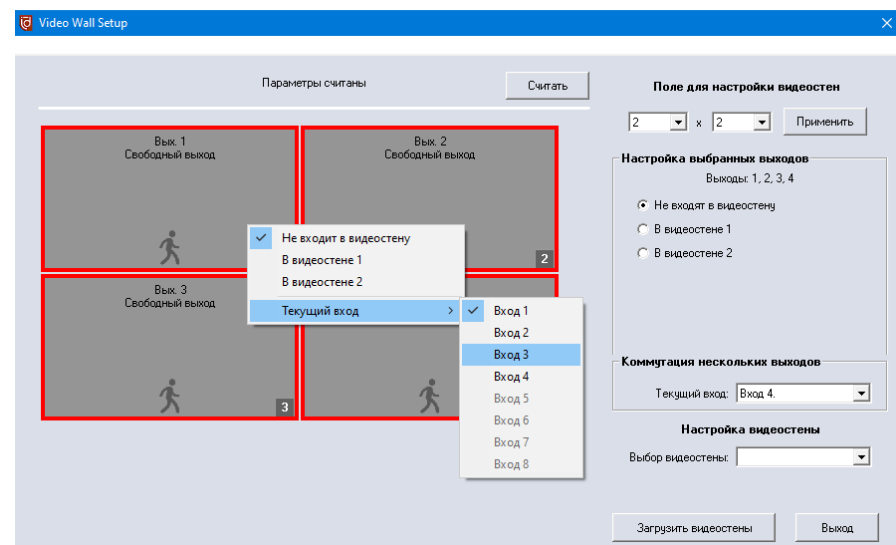 Video Wall Setup
Параметры считаны
Считать
Вых. 1
Свободный выход
Вых. 2
Свободный выход
2
Вых. 3
Свободный выход
3
Не входит в видеостену
В видеостене 1
В видеостене 2
Текущий вход
Вход 1
Вход 2
Вход 3
Вход 4
Вход 5
Вход 6
Вход 7
Вход 8
Поле для настройки видеостен
2 x 2 Применить
Настройка выбранных выходов
Выходы: 1, 2, 3, 4
Не входят в видеостену
В видеостене 1
В видеостене 2
Коммутация нескольких выходов
Текущий вход: Вход 4.
Настройка видеостены
Выбор видеостены:
Загрузить видеостены
Выход